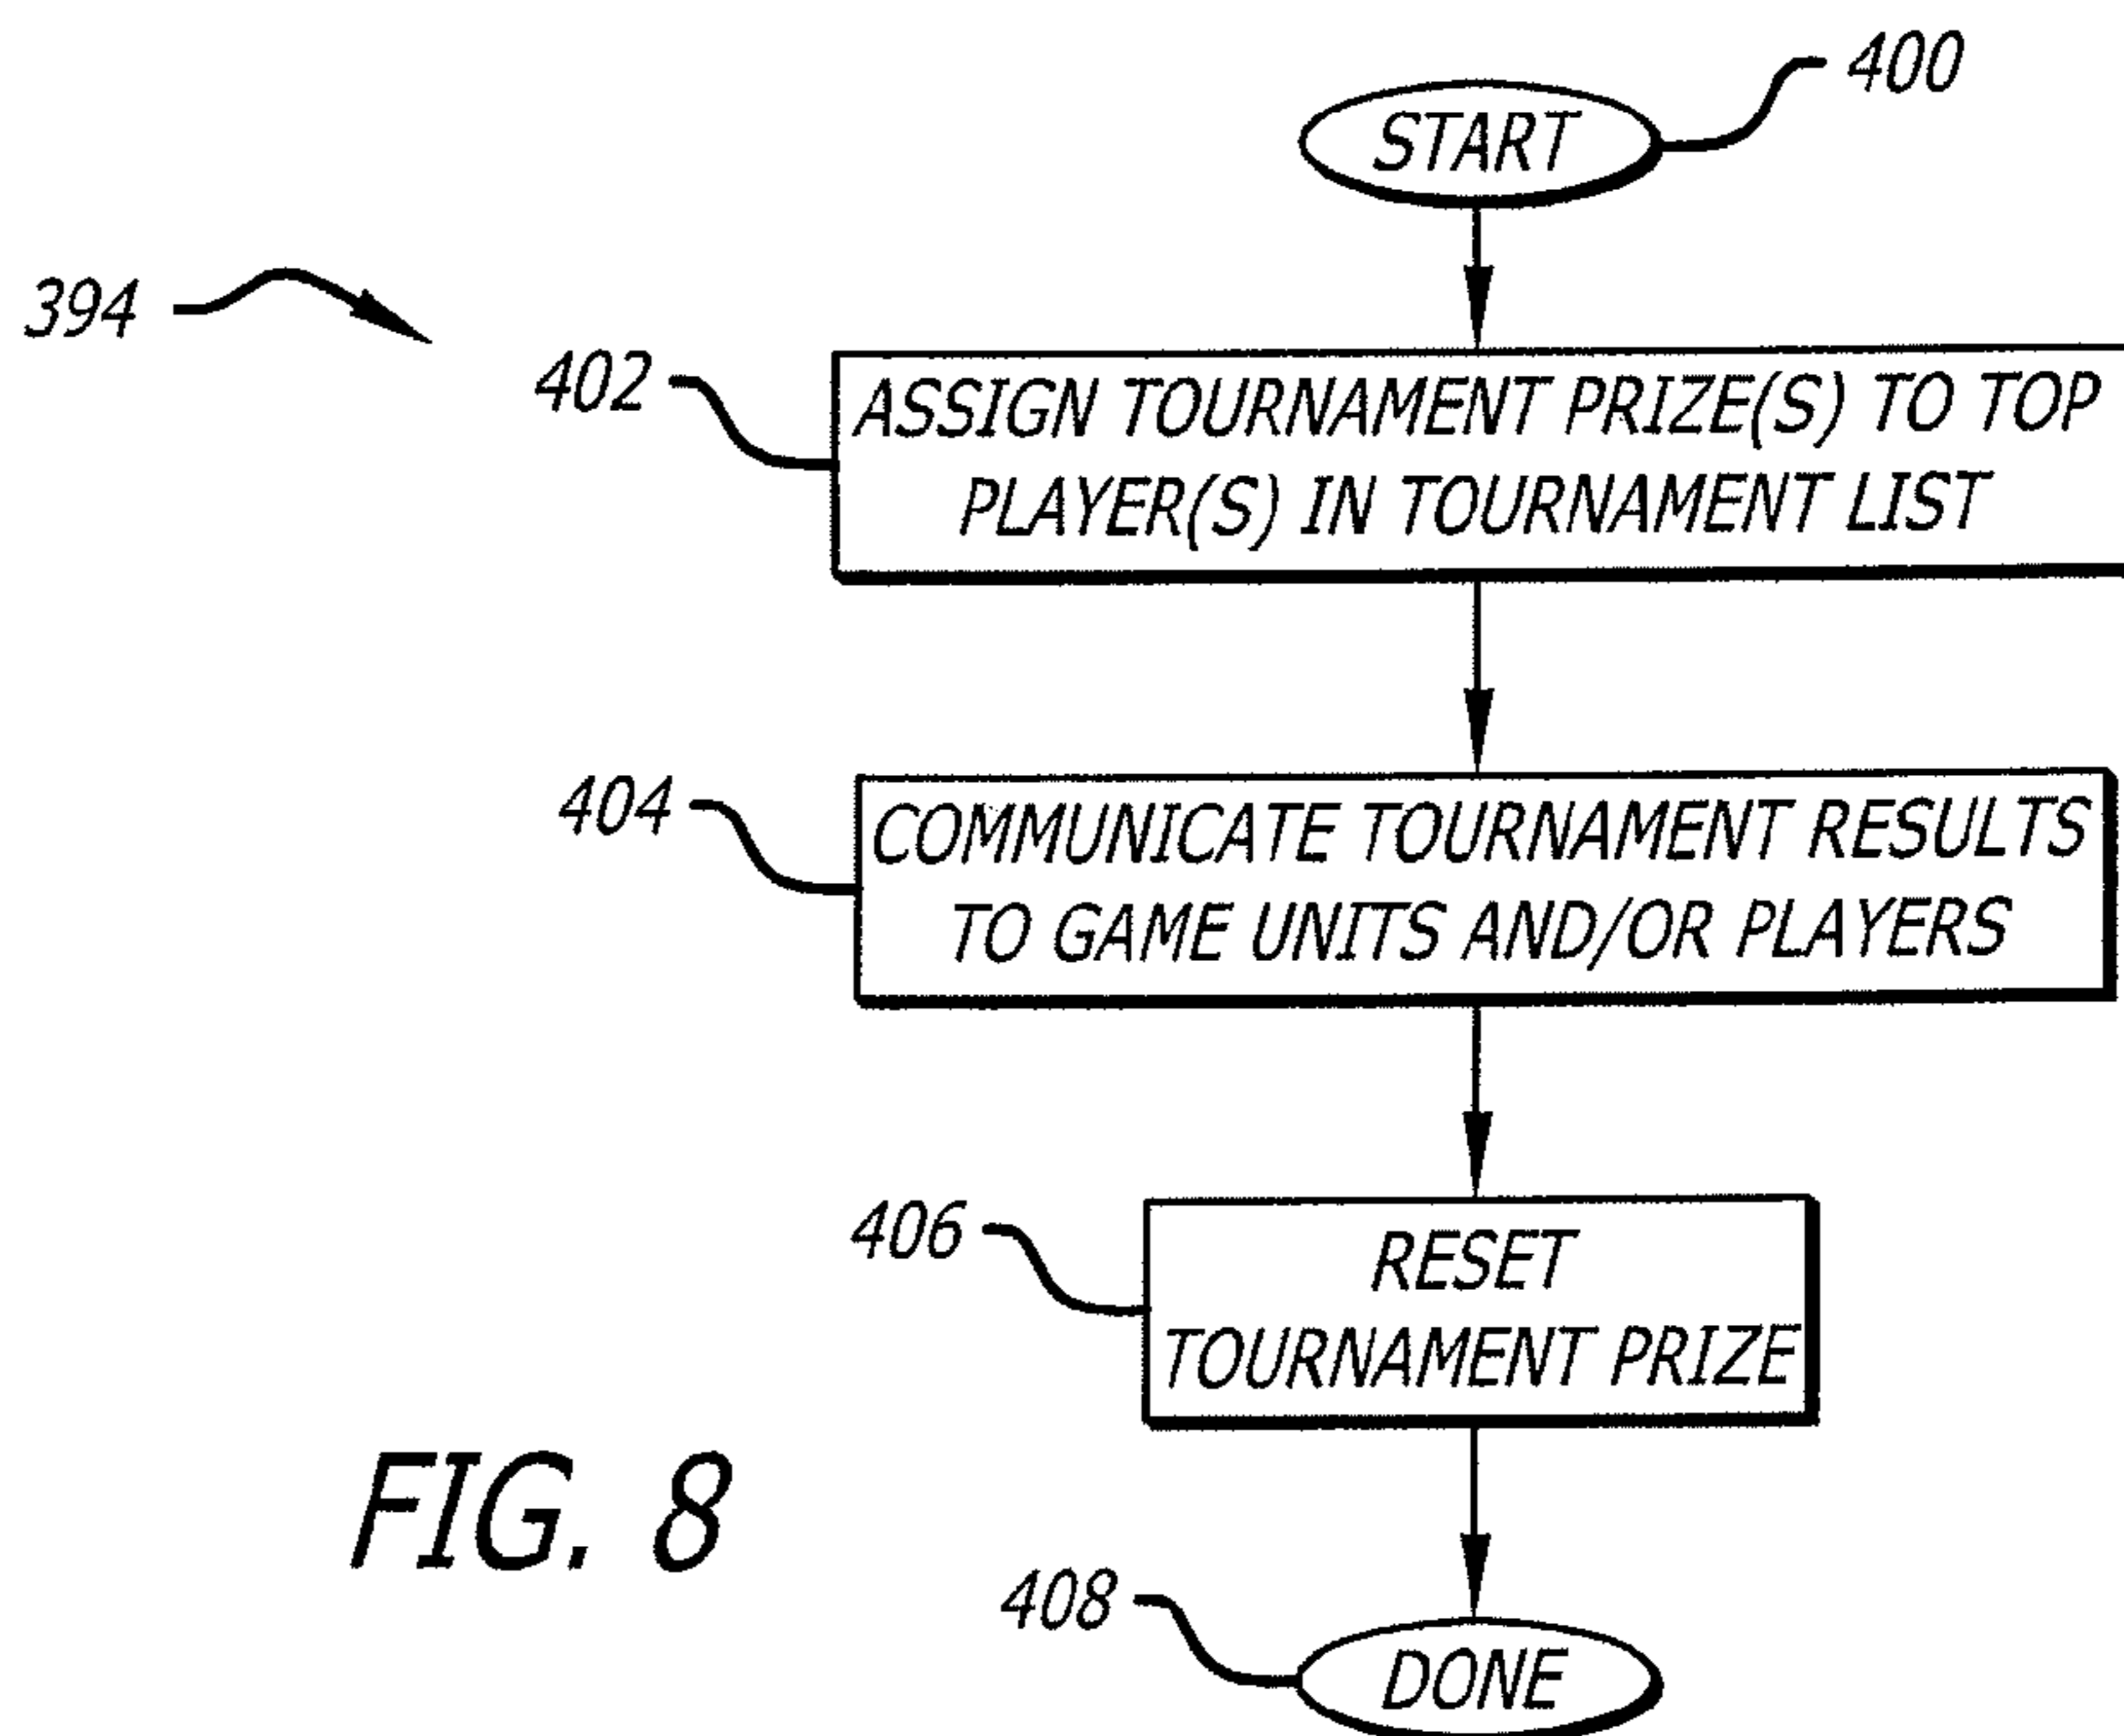 400
START
394
402
ASSIGN TOURNAMENT PRIZE(S) TO TOP
PLAYER(S) IN TOURNAMENT LIST
404
COMMUNICATE TOURNAMENT RESULTS
TO GAME UNITS AND/OR PLAYERS
406
RESET
TOURNAMENT PRIZE
FIG. 8
408
DONE